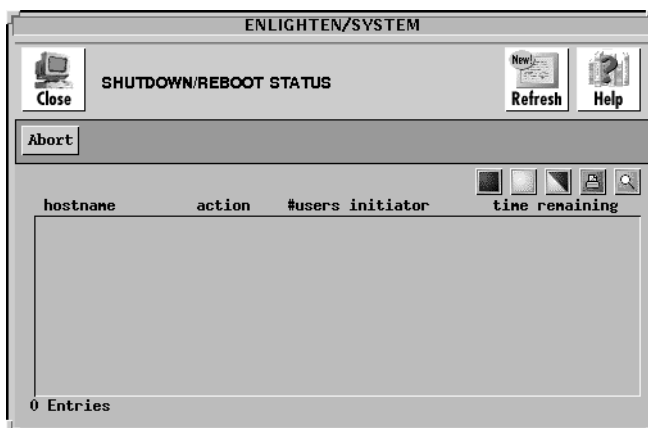 ENLIGHTEN/SYSTEM
Close
SHUTDOWN/REBOOT STATUS
New!
Refresh
Help
Abort
hostname action #users initiator time remaining
0 Entries